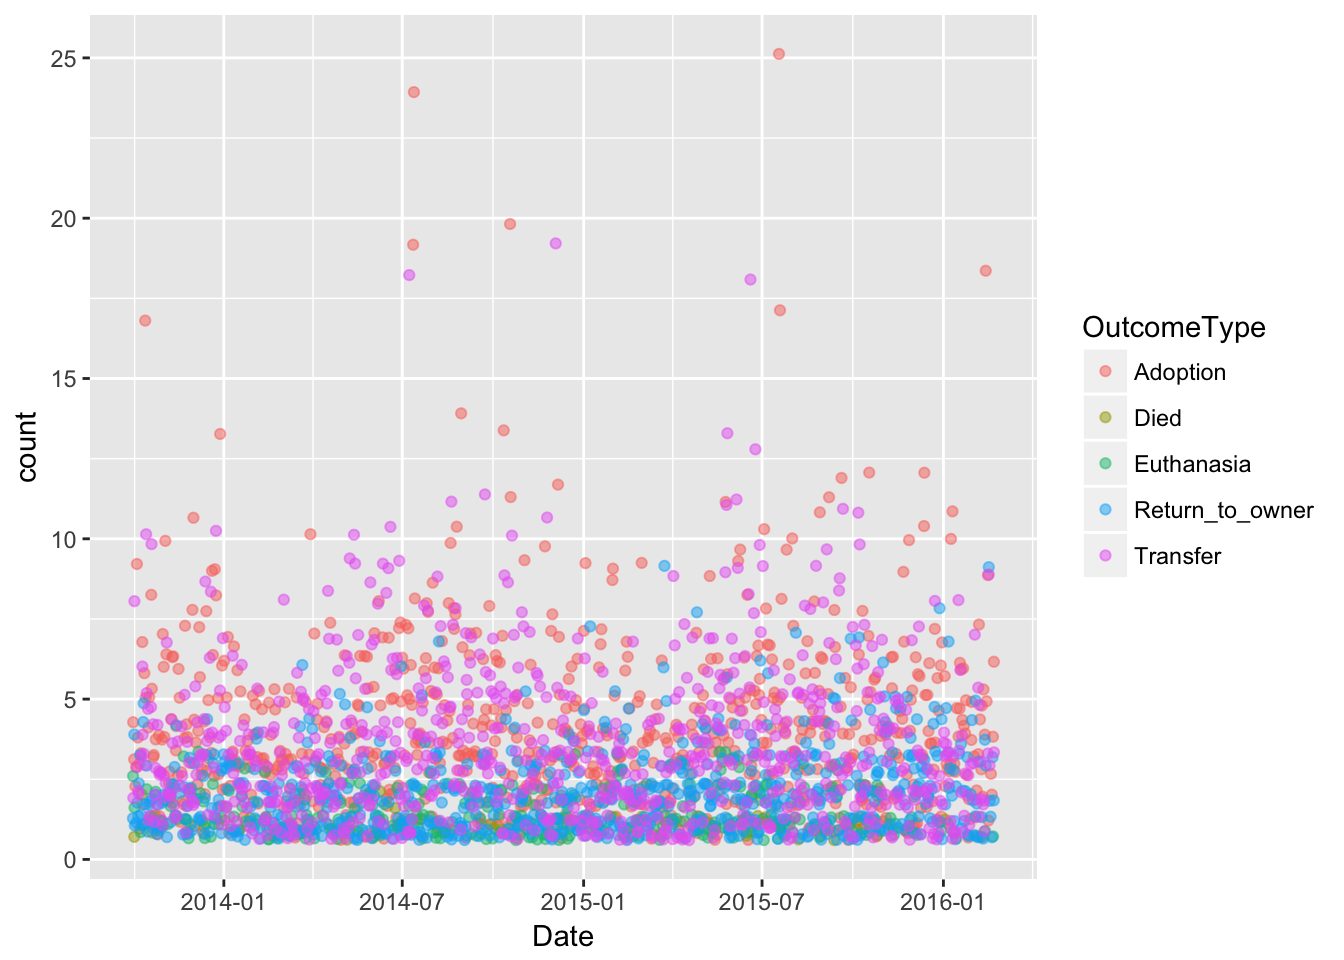 25
20
15
10
5
0
count
2014-01
2014-07
2015-01
2015-07
2016-01
Date
OutcomeType
Adoption
Died
Euthanasia
Return_to_owner
Transfer